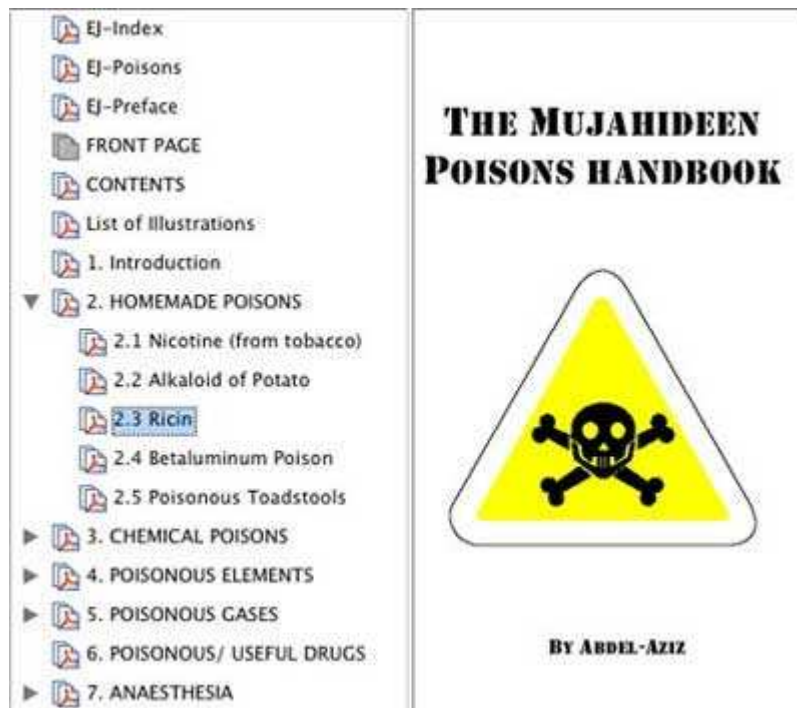 EJ-Index
EJ-Poisons
EJ-Preface
FRONT PAGE
CONTENTS
List of Illustrations
1. Introduction
2. HOMEMADE POISONS
2.1 Nicotine (from tobacco)
2.2 Alkaloid of Potato
2.3 Ricin
2.4 Betaluminum Poison
2.5 Poisonous Toadstools
3. CHEMICAL POISONS
4. POISONOUS ELEMENTS
5. POISONOUS GASES
6. POISONOUS/ USEFUL DRUGS
7. ANAESTHESIA
THE MUJAHIDEEN
POISONS HANDBOOK
BY ABDEL-AZIZ